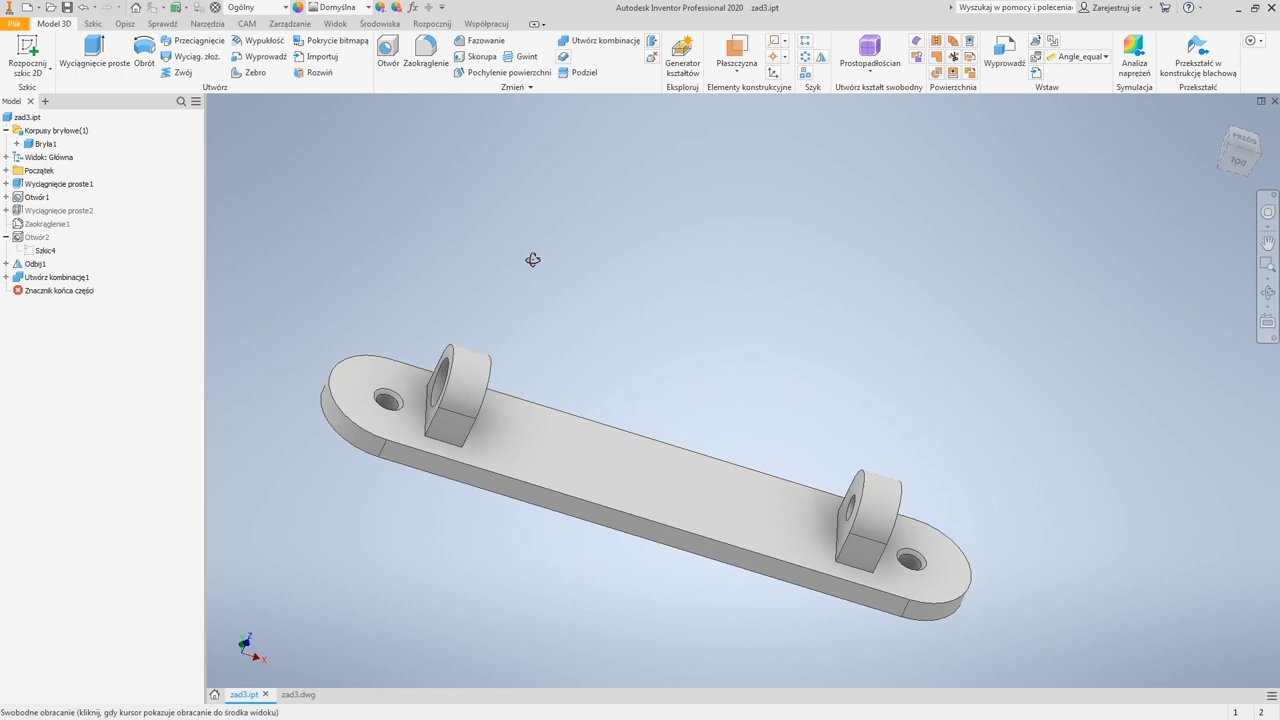 Ogólny
Domyślna
Autodesk Inventor Professional 2020 zad3.ipt
Wyszukaj w pomocy i polecenia
Zarejestruj się
Plik Model 3D Szkic Opisz Sprawdź Narzędzia CAM Zarządzanie Widok Środowiska Rozpocznij Współpracuj
Rozpocznij
szkic 2D
Szkic
Wyciągnięcie proste
Obrót
Przeciągnięcie
Wyciąg. złoż.
Zwój
Wypukłość
Wyprowadź
Żebro
Pokrycie bitmapą
Importuj
Rozwiń
Utwórz
Otwór
Zaokrąglenie
Fazowanie
Skorupa
Gwint
Pochylenie powierzchni
Utwórz kombinację
Podziel
Zmień
Generator
kształtów
Eksploruj
Płaszczyzna
Elementy konstrukcyjne
Szyk
Prostopadłościan
Utwórz kształt swobodny
Powierzchnia
Wyprowadź
Angle_equal
Wstaw
Analiza
naprężeń
Symulacja
Przekształć w
konstrukcję blachową
Przekształć
Model
zad3.ipt
Korpusy bryłowe(1)
Bryła1
Widok: Główna
Początek
Wyciągnięcie proste1
Otwór1
Wyciągnięcie proste2
Zaokrąglenie1
Otwór2
Szkic4
Odbij1
Utwórz kombinację1
Znacznik końca części
PRZÓD
DÓŁ
Z
X
zad3.ipt
zad3.dwg
Swobodne obracanie (kliknij, gdy kursor pokazuje obracanie do środka widoku)
1 2